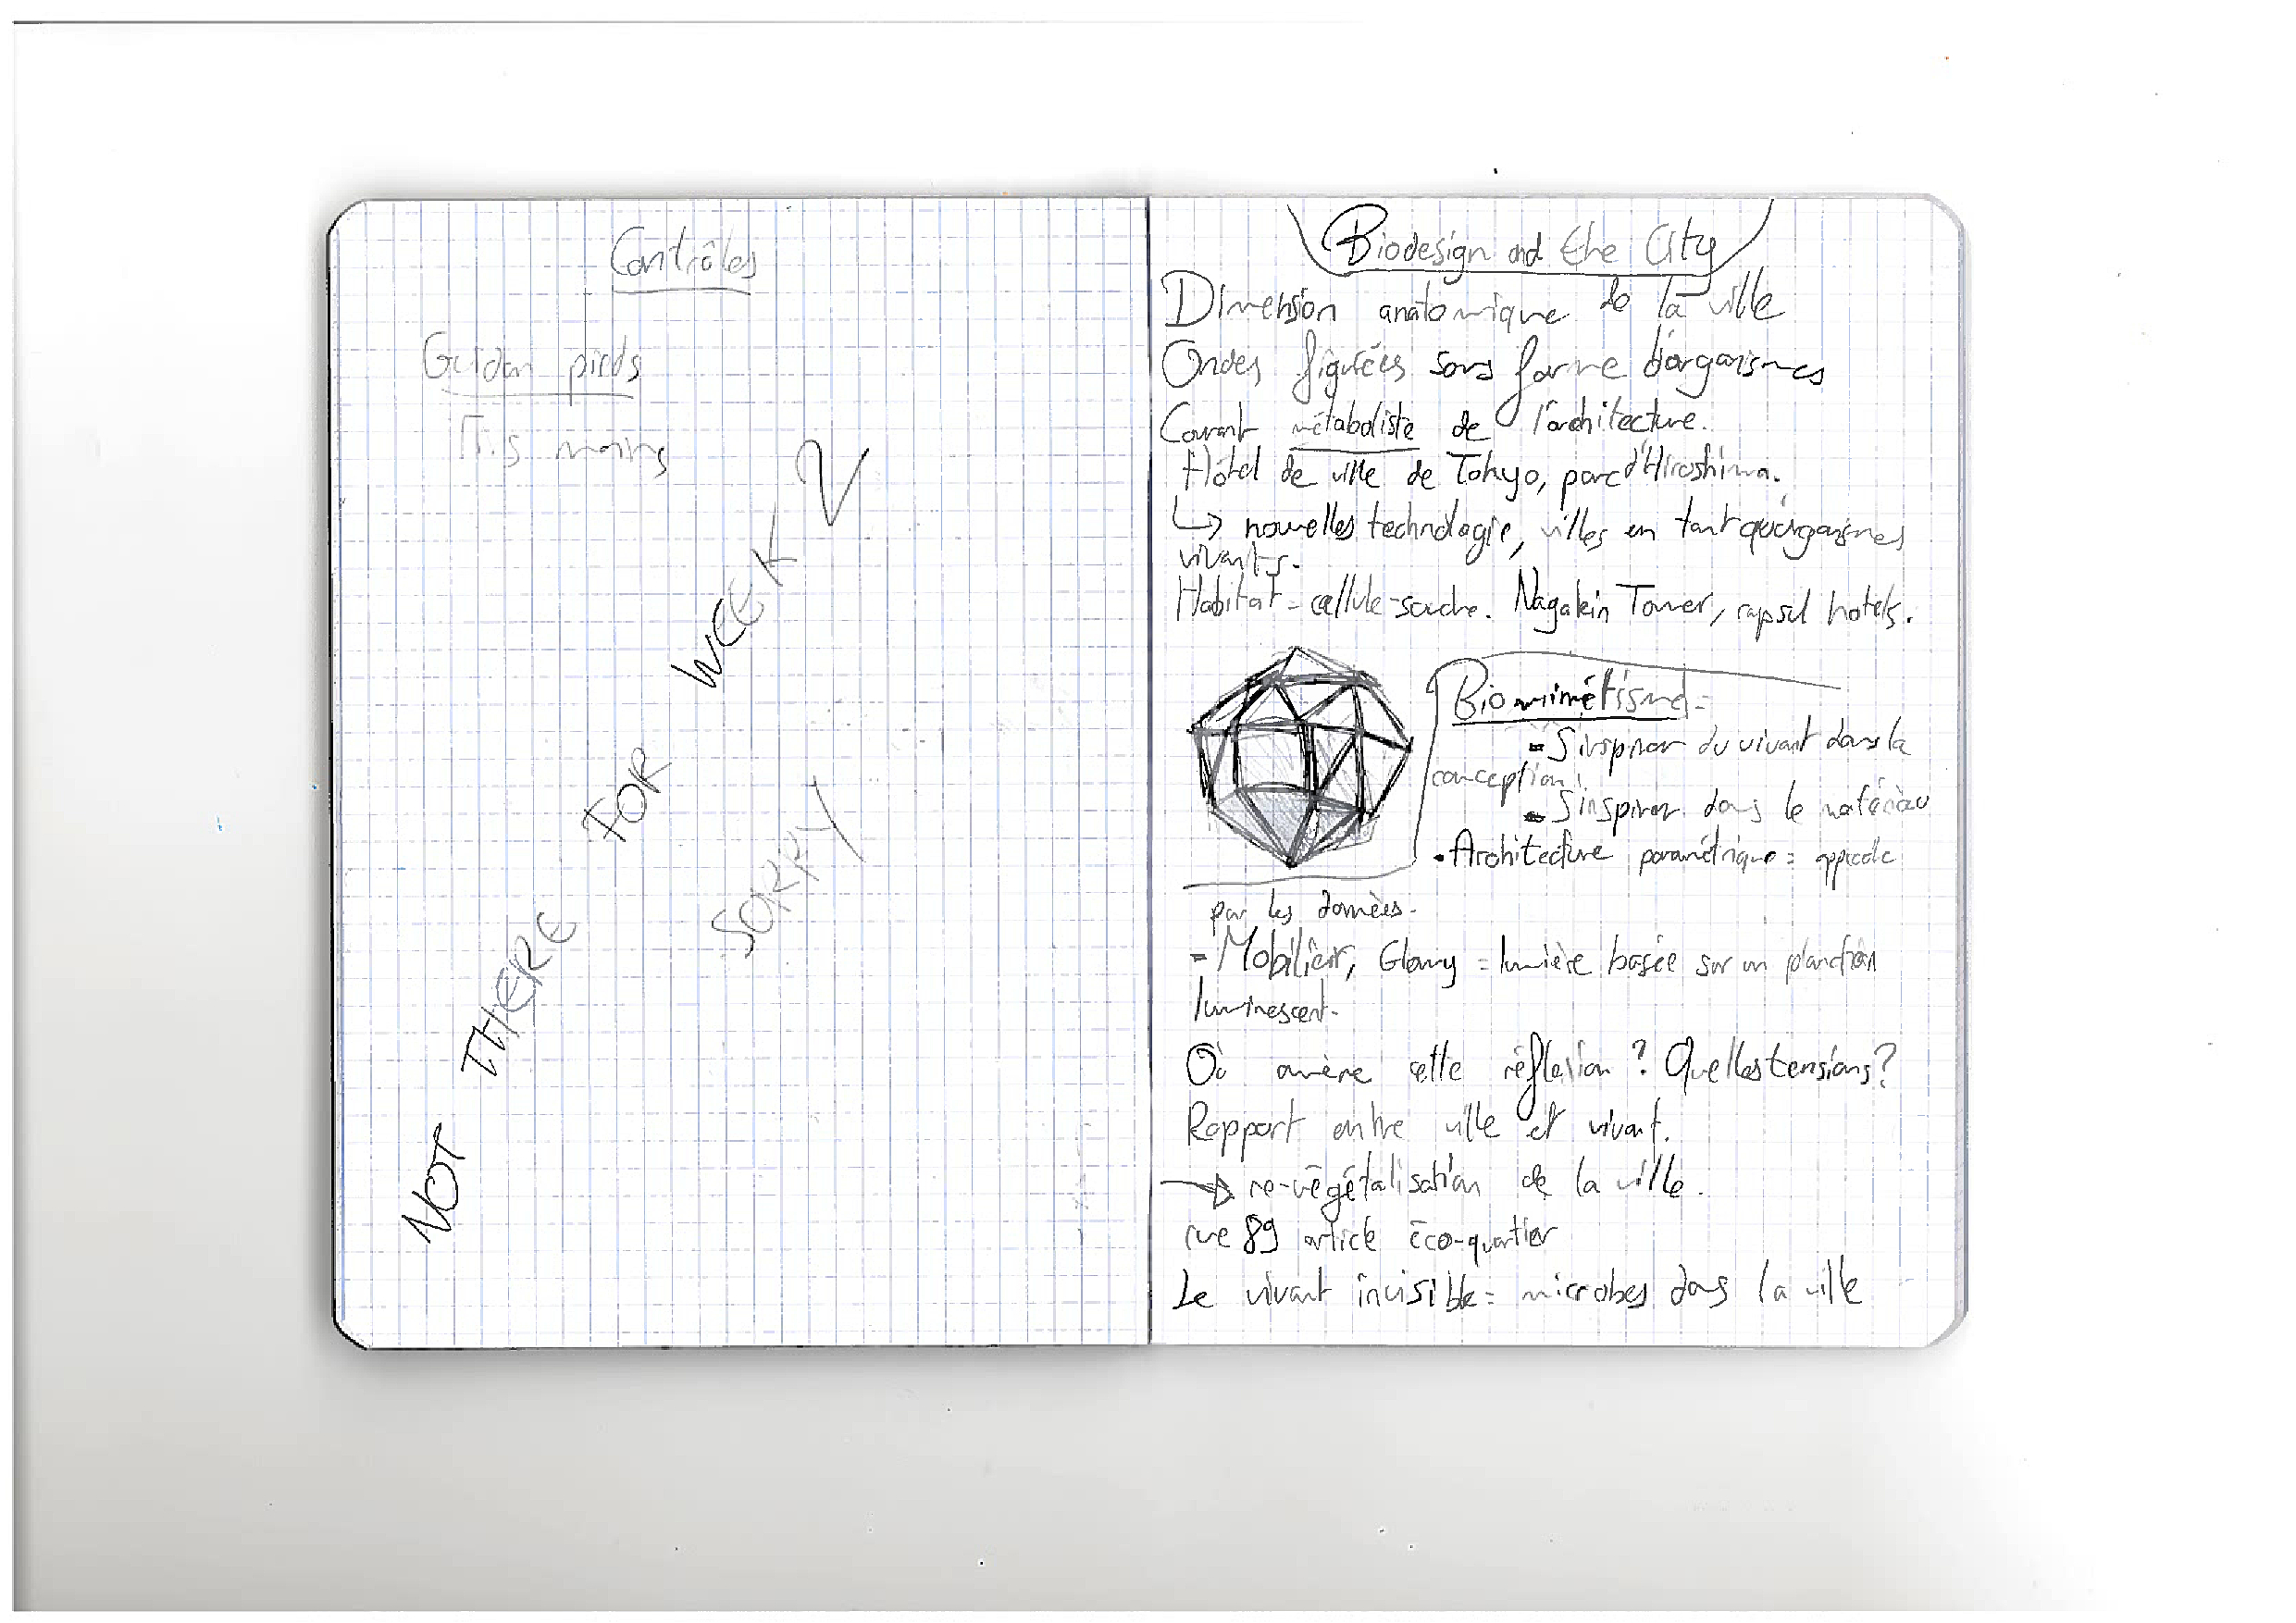 Contrôles
Guidon pieds
mains
NOT THERE FOR WEEK 2
SORRY
Biodesign and the City
Dimension anatomique de la ville
Ondes figurées sous forme d'organismes
Courant métaboliste de l'architecture.
Hôtel de ville de Tokyo, parc d'Hiroshima.
↳ nouvelles technologie, villes en tant qu'organismes
vivants.
Habitat = cellule-souche. Nagakin Tower, capsul hotels.
Biomimétisme =
- S'inspirer du vivant dans la
conception.
- S'inspirer dans le matériau
• Architecture paramétrique =
par les données.
- Mobilier, Glowy = lumière basée sur un plancton
luminescent.
Où amène cette réflexion ? Quelles tensions ?
Rapport entre ville et vivant.
→ re-végétalisation de la ville.
rue 89 article éco-quartier
Le vivant invisible = microbes dans la ville